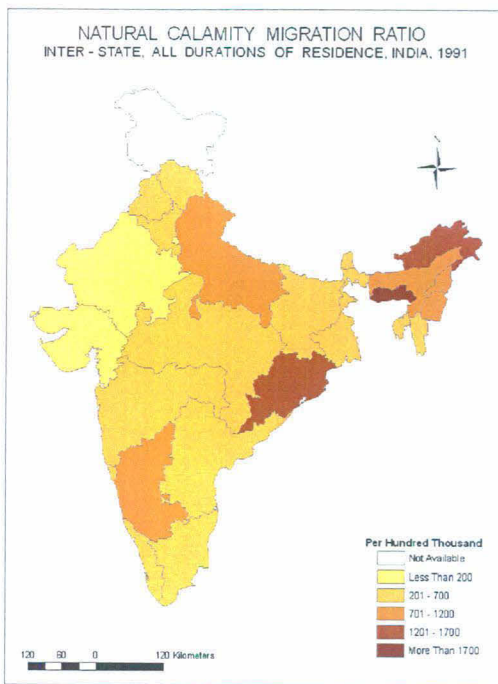 NATURAL CALAMITY MIGRATION RATIO
INTER - STATE, ALL DURATIONS OF RESIDENCE, INDIA, 1991
Per Hundred Thousand
Not Available
Less Than 200
201 - 700
701 - 1200
1201 - 1700
More Than 1700
120 60 0 120 Kilometers